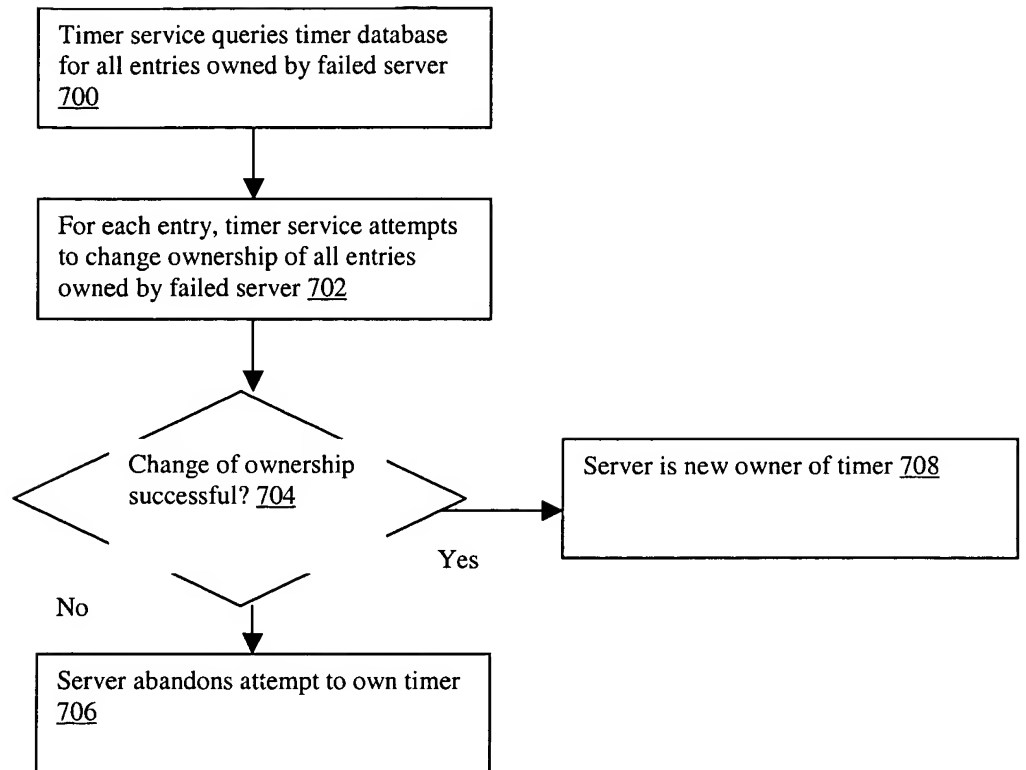 Timer service queries timer database
for all entries owned by failed server
700
For each entry, timer service attempts
to change ownership of all entries
owned by failed server 702
Change of ownership
successful? 704
Server is new owner of timer 708
Yes
No
Server abandons attempt to own timer
706